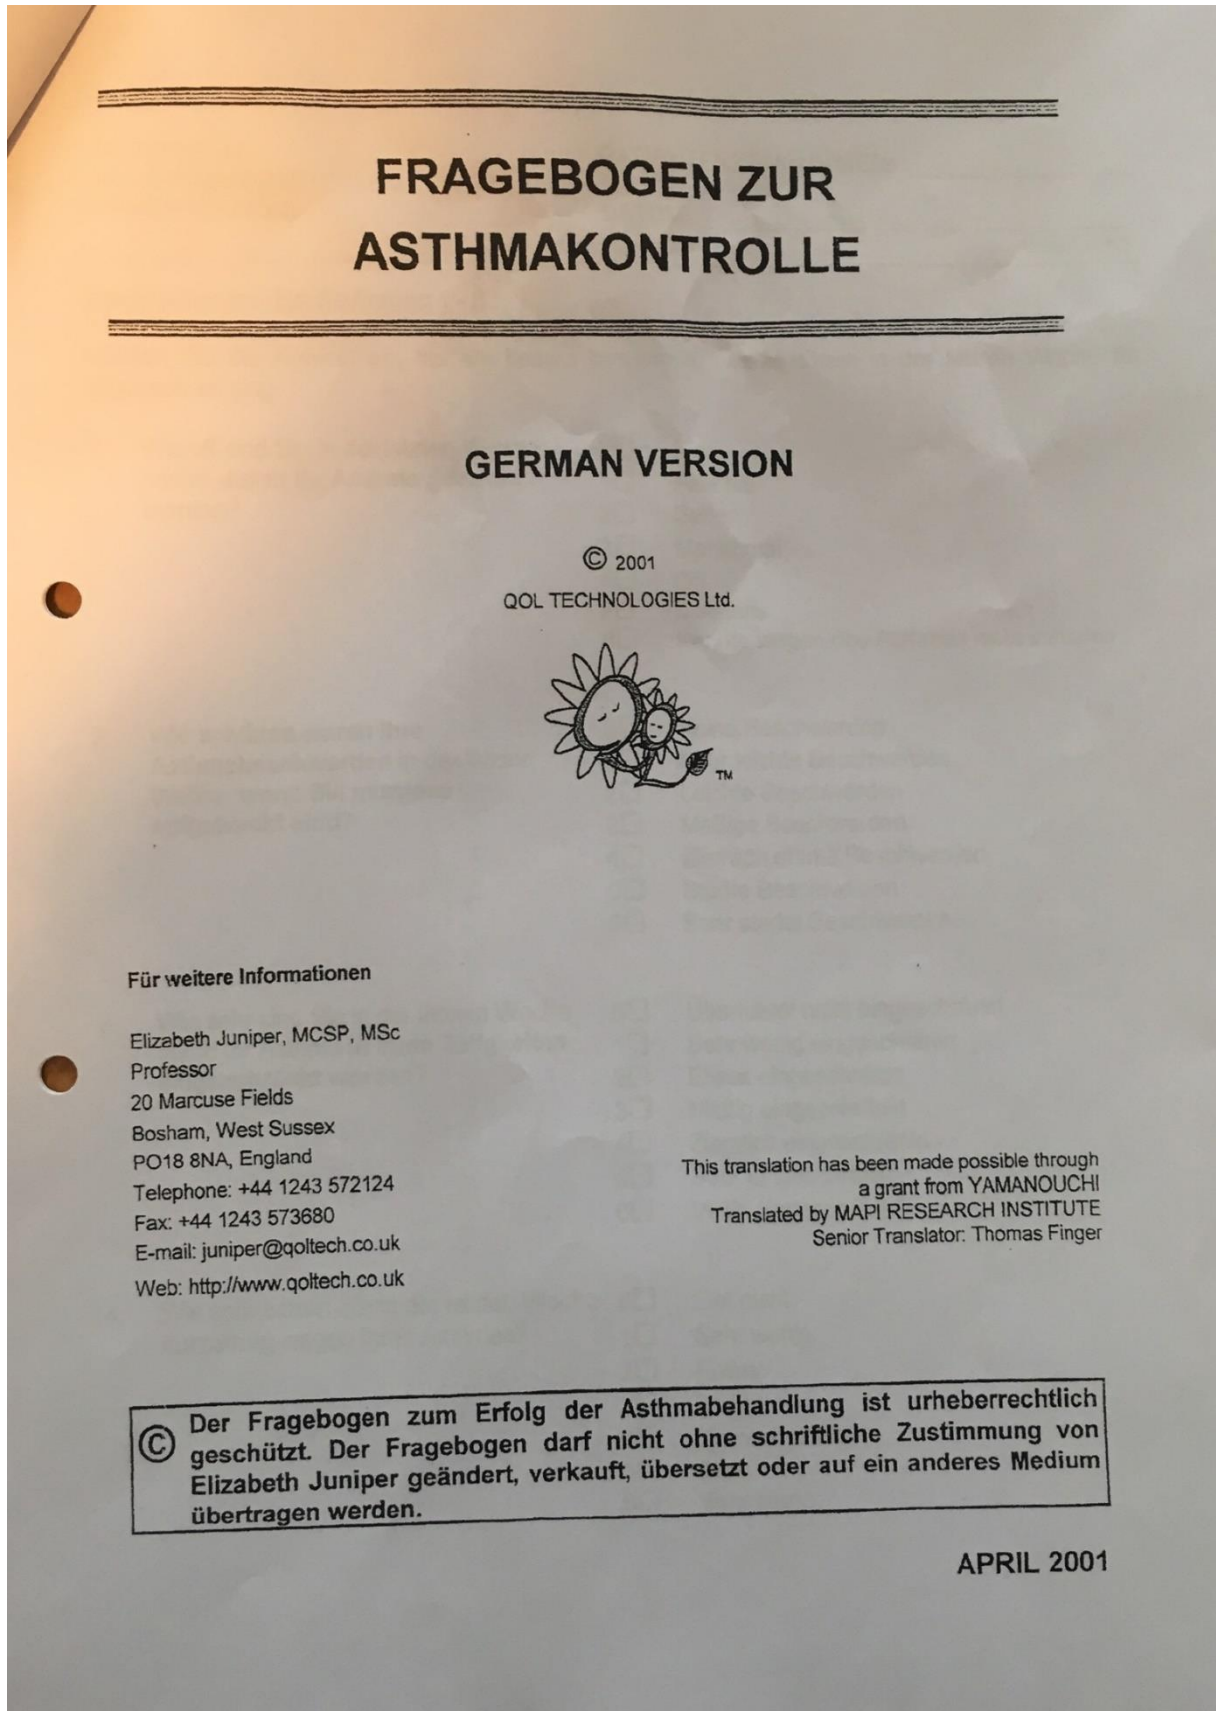 FRAGEBOGEN ZUR
ASTHMAKONTROLLE
GERMAN VERSION
© 2001
QOL TECHNOLOGIES Ltd.
TM
Für weitere Informationen
Elizabeth Juniper, MCSP, MSc
Professor
20 Marcuse Fields
Bosham, West Sussex
PO18 8NA, England
Telephone: +44 1243 572124
Fax: +44 1243 573680
E-mail: juniper@qoltech.co.uk
Web: http://www.qoltech.co.uk
This translation has been made possible through
a grant from YAMANOUCHI
Translated by MAPI RESEARCH INSTITUTE
Senior Translator: Thomas Finger
© Der Fragebogen zum Erfolg der Asthmabehandlung ist urheberrechtlich
geschützt. Der Fragebogen darf nicht ohne schriftliche Zustimmung von
Elizabeth Juniper geändert, verkauft, übersetzt oder auf ein anderes Medium
übertragen werden.
APRIL 2001